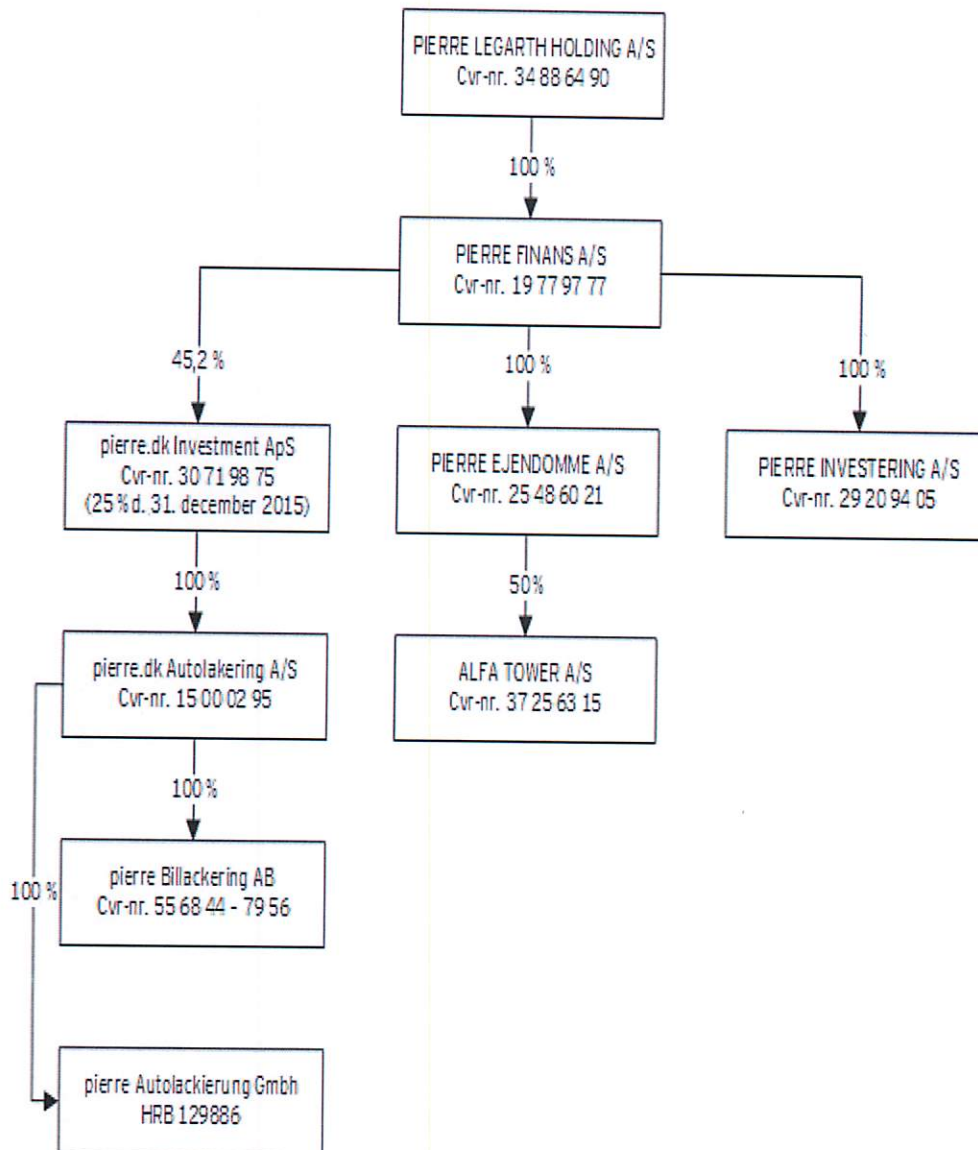 PIERRE LEGARTH HOLDING A/S
Cvr-nr. 34 88 64 90
100 %
PIERRE FINANS A/S
Cvr-nr. 19 77 97 77
45,2 %
100 %
100 %
pierre.dk Investment ApS
Cvr-nr. 30 71 98 75
(25 % d. 31. december 2015)
PIERRE EJENDOMME A/S
Cvr-nr. 25 48 60 21
PIERRE INVESTERING A/S
Cvr-nr. 29 20 94 05
100 %
50%
pierre.dk Autolakering A/S
Cvr-nr. 15 00 02 95
ALFA TOWER A/S
Cvr-nr. 37 25 63 15
100 %
100 %
pierre Billackering AB
Cvr-nr. 55 68 44 - 79 56
pierre Autolackierung Gmbh
HRB 129886